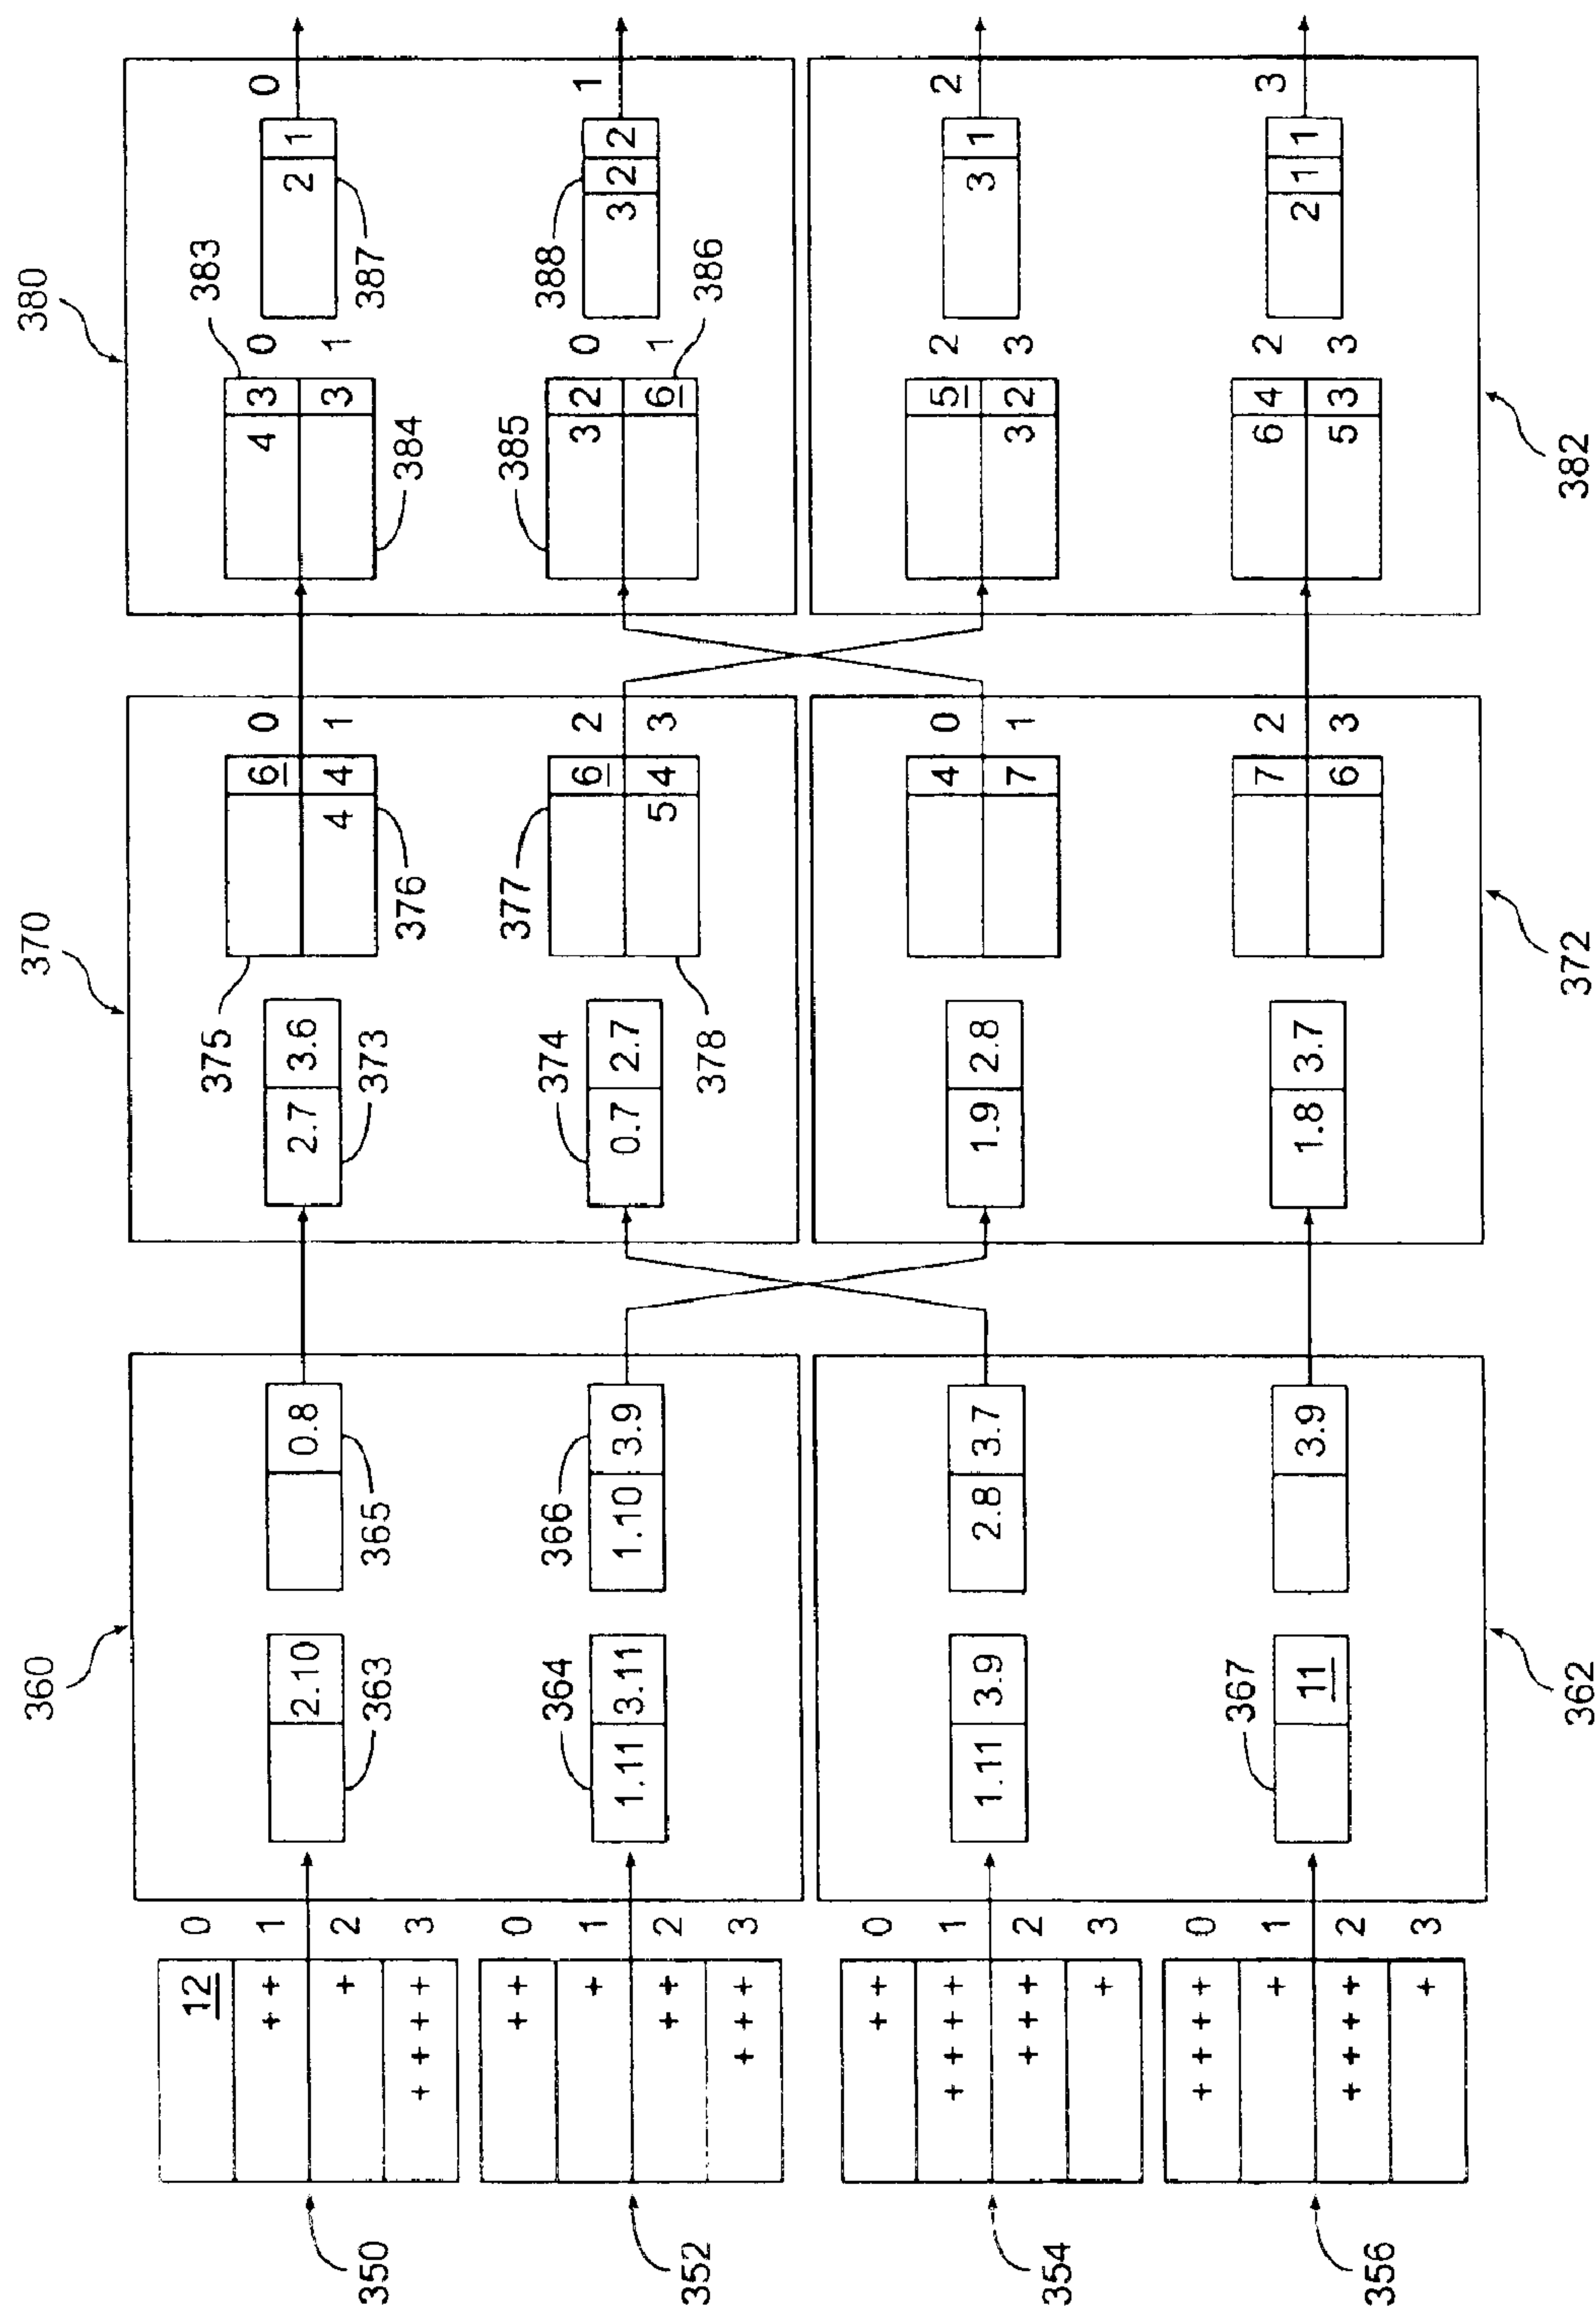 360 370 380
12 0 375 383
+ + 1 6 0 4 3 0 0
2.10 0.8 2.7 3.6 2 1
+ 2 4 4 1 3 1
350 363 365 373 376 384 387
+ + + + 3
+ + 0 364 366 374 377 385 388
+ 1 6 2 3 2 0 1
1.11 3.11 1.10 3.9 0.7 2.7 3 2 2
+ + 2 5 4 3 6 1
352 378 386
+ + + 3
+ + 0
+ + + + 1 4 0 5 2 2
1.11 3.9 2.8 3.7 1.9 2.8 3 1
+ + + 2 7 1 3 2 3
354
+ 3
+ + + + 0 367
+ 1 7 2 6 4 2 3
11 3.9 1.8 3.7 2 1 1
+ + + + 2 6 3 5 3 3
356
+ 3
362 372 382